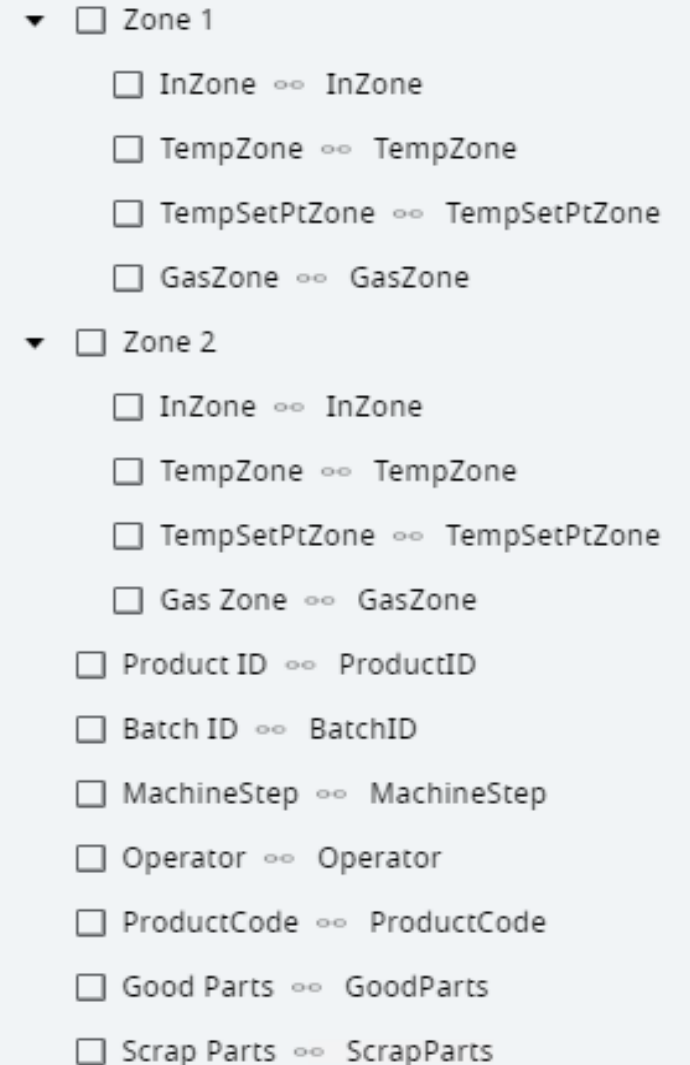 Zone 1
InZone InZone
TempZone TempZone
TempSetPtZone TempSetPtZone
GasZone GasZone
Zone 2
InZone InZone
TempZone TempZone
TempSetPtZone TempSetPtZone
Gas Zone GasZone
Product ID ProductID
Batch ID BatchID
MachineStep MachineStep
Operator Operator
ProductCode ProductCode
Good Parts GoodParts
Scrap Parts ScrapParts